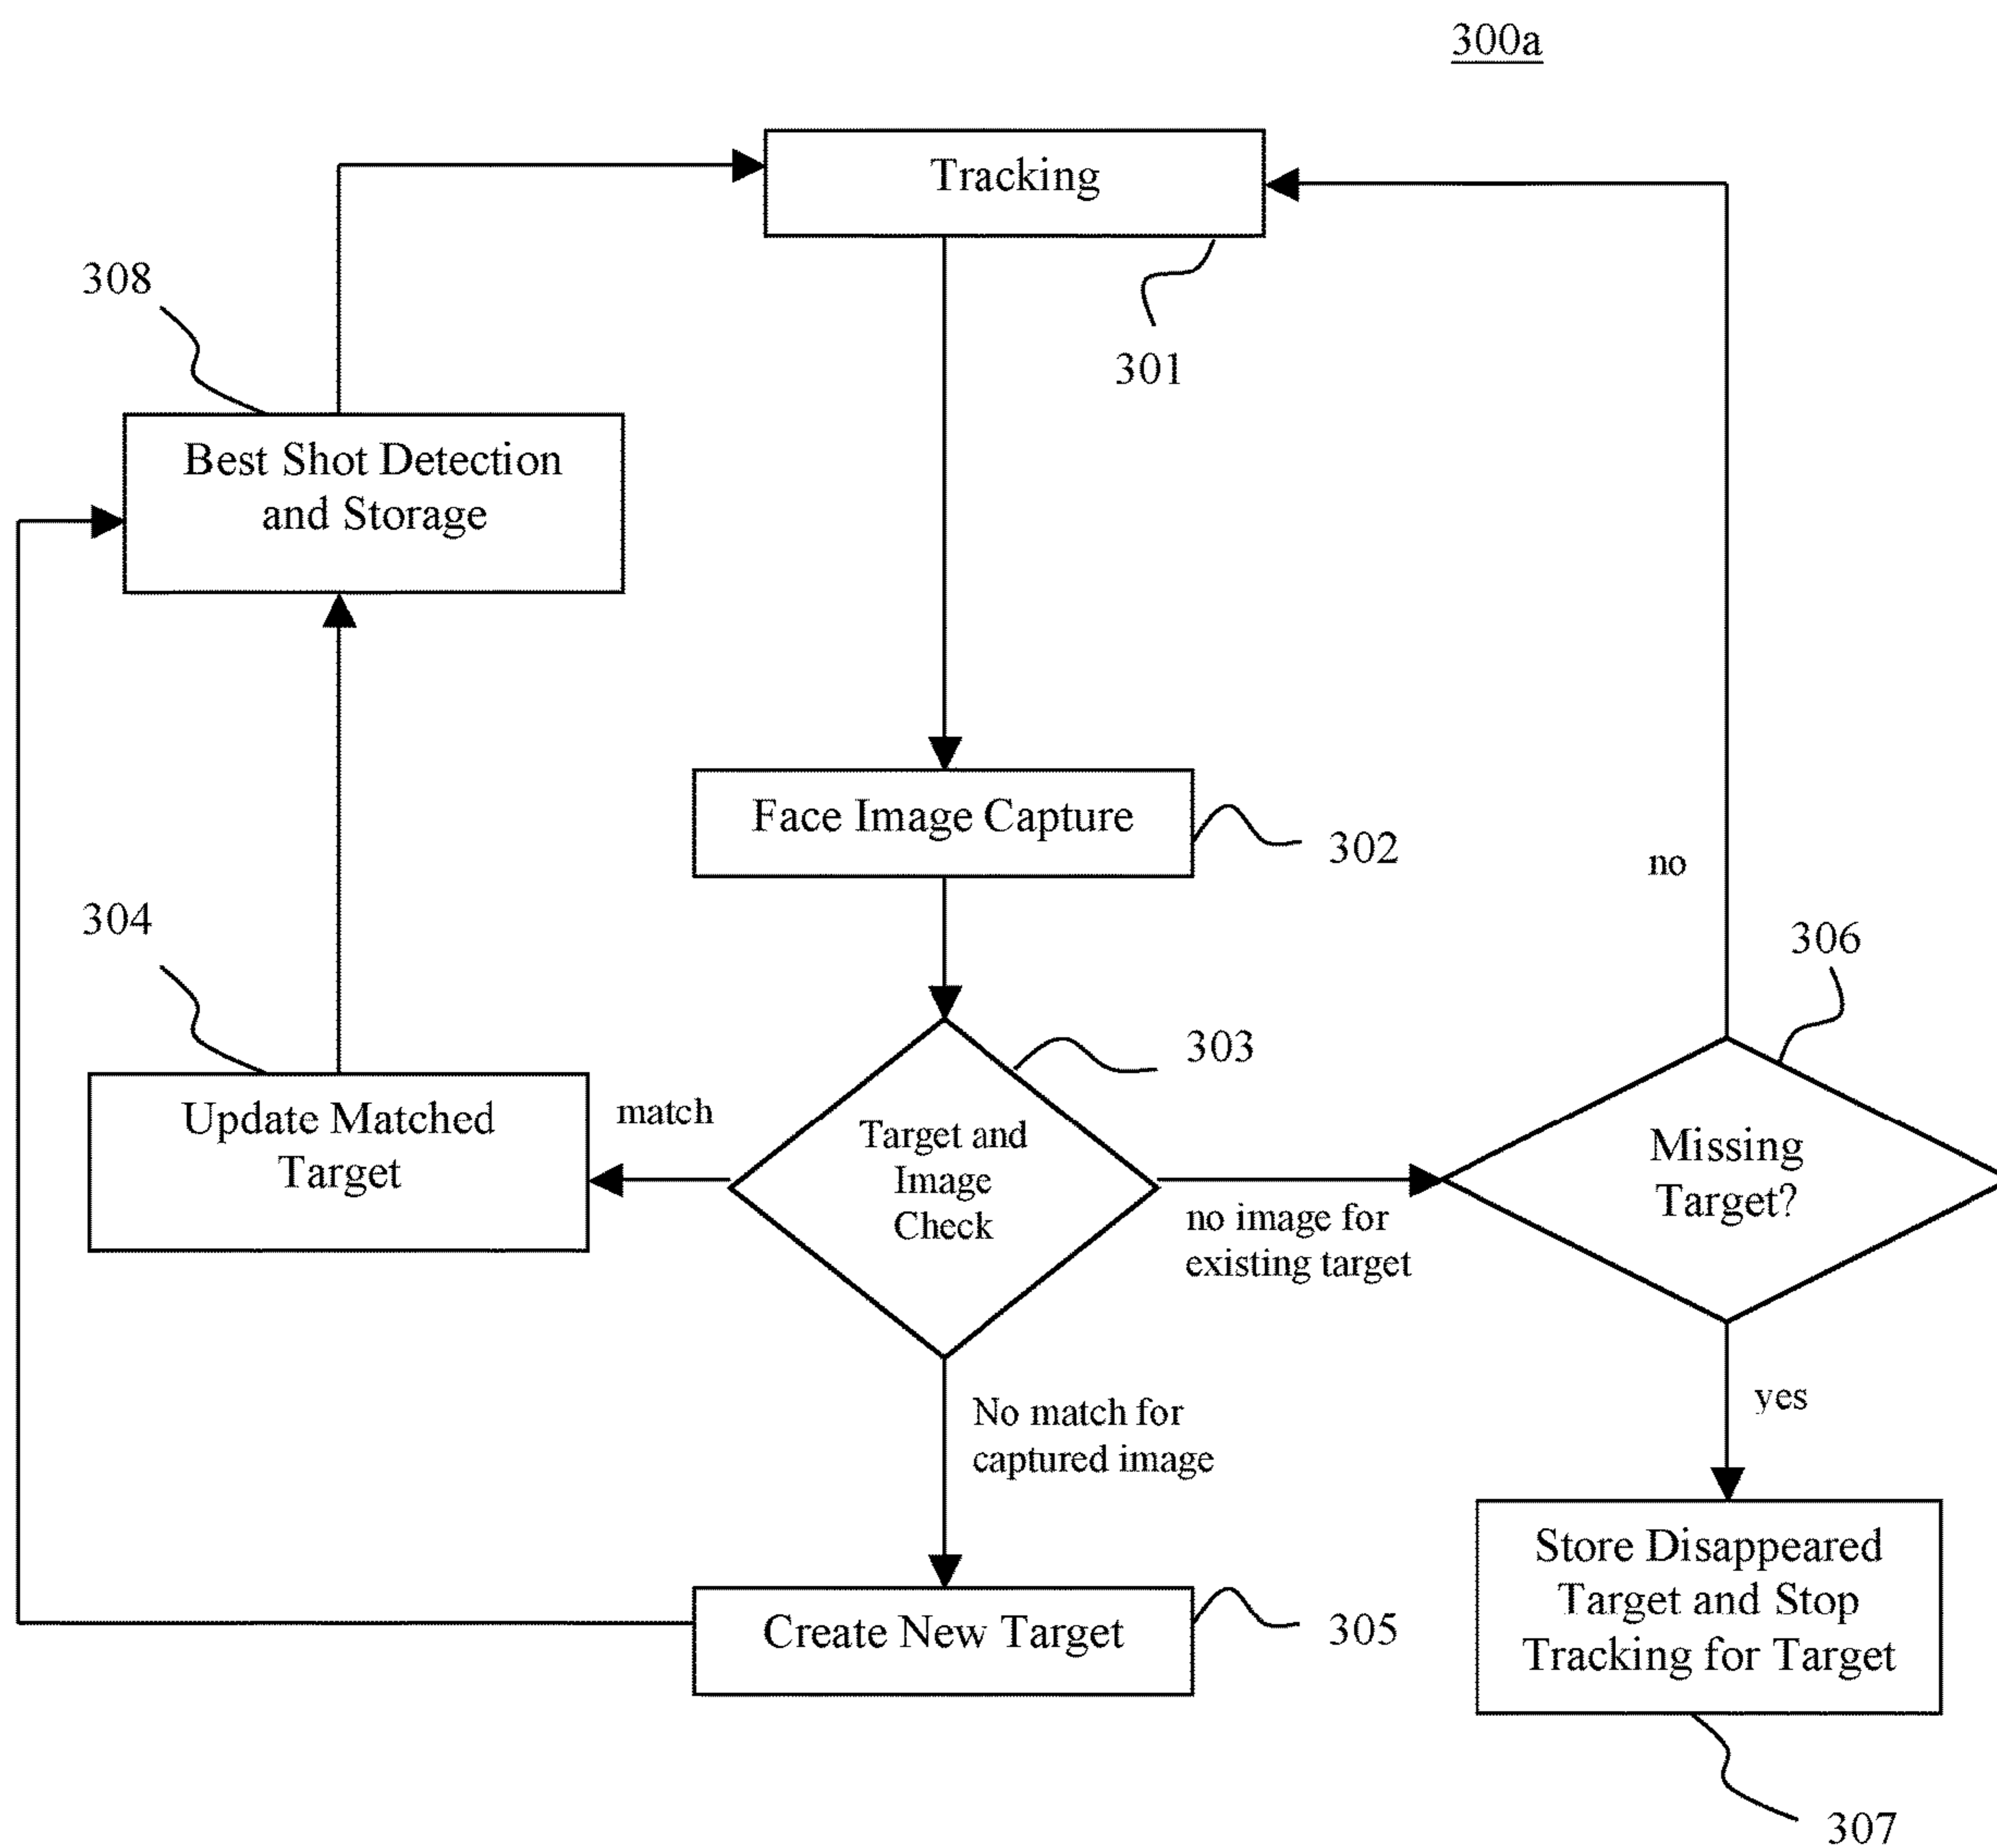 300a
Tracking
301
308
Best Shot Detection
and Storage
Face Image Capture
302
no
304
306
303
Update Matched
Target
match
Target and
Image
Check
no image for
existing target
Missing
Target?
No match for
captured image
yes
Create New Target
305
Store Disappeared
Target and Stop
Tracking for Target
307